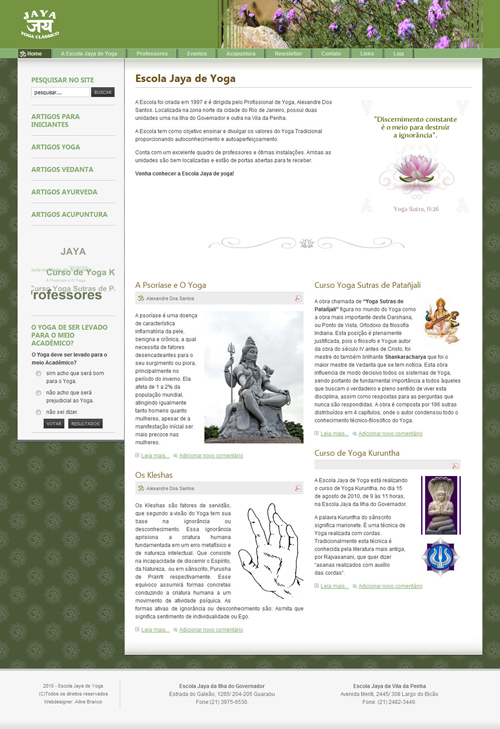 JAYA
जय
YOGA CLÁSSICO
Home
A Escola Jaya de Yoga
Professores
Eventos
Acupuntura
Newsletter
Contato
Links
Loja
PESQUISAR NO SITE
pesquisar...
BUSCAR
ARTIGOS PARA
INICIANTES
ARTIGOS YOGA
ARTIGOS VEDANTA
ARTIGOS AYURVEDA
ARTIGOS ACUPUNTURA
JAYA
Curso de Yoga K
A Psoríase e O Yoga
Curso Yoga Sutras de P
rofessores
O YOGA DE SER LEVADO
PARA O MEIO
ACADÊMICO?
O Yoga deve ser levado para o
meio Acadêmico?
sim acho que será bom
para o Yoga.
não acho que será
prejudicial ao Yoga.
não sei dizer.
VOTAR
RESULTADOS
Escola Jaya de Yoga
A Escola foi criada em 1997 e é dirigida pelo Profissional de Yoga, Alexandre Dos
Santos. Localizada na zona norte da cidade do Rio de Janeiro, possui duas
unidades uma na Ilha do Governador e outra na Vila da Penha.
A Escola tem como objetivo ensinar e divulgar os valores do Yoga Tradicional
proporcionando autoconhecimento e autoaperfeiçoamento.
Conta com um excelente quadro de professores e ótimas instalações. Ambas as
unidades são bem localizadas e estão de portas abertas para te receber.
Venha conhecer a Escola Jaya de yoga!
"Discernimento constante
é o meio para destruir
a ignorância".
Yoga Sutra, II:26
A Psoríase e O Yoga
Alexandre Dos Santos
A psoríase é uma doença
de característica
inflamatória da pele,
benigna e crônica, a qual
necessita de fatores
desencadeantes para o
seu surgimento ou piora,
principalmente no
período do inverno. Ela
afeta de 1 a 2% da
população mundial,
atingindo igualmente
tanto homens quanto
mulheres, apesar de a
manifestação inicial ser
mais precoce nas
mulheres.
Leia mais...
Adicionar novo comentário
Os Kleshas
Alexandre Dos Santos
Os Kleshas são fatores de servidão,
que segundo a visão do Yoga tem sua
base na ignorância ou
desconhecimento. Essa ignorância
aprisiona a criatura humana
fundamentada em um erro metafísico e
de natureza intelectual. Que consiste
na incapacidade de discernir o Espírito,
da Natureza, ou em sânscrito, Purusha
de Prakriti respectivamente. Esse
equívoco assumirá formas concretas
conduzindo a criatura humana a um
movimento de atividade psíquica. As
formas ativas de ignorância ou desconhecimento são: Asmita que
significa sentimento de individualidade ou Ego.
Leia mais...
Adicionar novo comentário
Curso Yoga Sutras de Patañjali
A obra chamada de "Yoga Sutras de
Patañjali" figura no mundo do Yoga como
a obra mais importante deste Darshana,
ou Ponto de Vista, Ortodoxo da filosofia
Indiana. Esta posição é plenamente
justificada, pois o filosofo e Yogue autor
da obra do século IV antes de Cristo, foi
mestre do também brilhante Shankaracharya que foi o
maior mestre de Vedanta que se tem notícia. Esta obra
influencia de modo decisivo todos os sistemas de Yoga,
sendo portanto de fundamental importância a todos àqueles
que buscam o verdadeiro e pleno sentido de viver esta
disciplina, assim como respostas para as perguntas que
nunca são respondidas. A obra é composta por 196 sutras
distribuídos em 4 capítulos, onde o autor condensou todo o
conhecimento técnico-filosófico do Yoga.
Leia mais...
Adicionar novo comentário
Curso de Yoga Kuruntha
A Escola Jaya de Yoga está realizando
o curso de Yoga Kuruntha, no dia 15
de agosto de 2010, de 9 às 11 horas,
na Escola Jaya da Ilha do Governador.
A palavra Kuruntha do sânscrito
significa marionete. É uma técnica de
Yoga realizada com cordas.
Tradicionalmente esta técnica é
conhecida pela literatura mais antiga,
por Rajvasanani, que quer dizer
"asanas realizados com auxílio
das cordas".
Leia mais...
Adicionar novo comentário
2010 - Escola Jaya de Yoga
(C)Todos os direitos reservados
Webdesigner: Aline Branco
Escola Jaya da Ilha do Governador
Estrada do Galeão, 1285/ 204-205 Guarabu
Fone:(21) 3975-6530.
Escola Jaya da Vila da Penha
Avenida Meriti, 2445/ 308 Largo do Bicão
Fone: (21) 2482-3449.